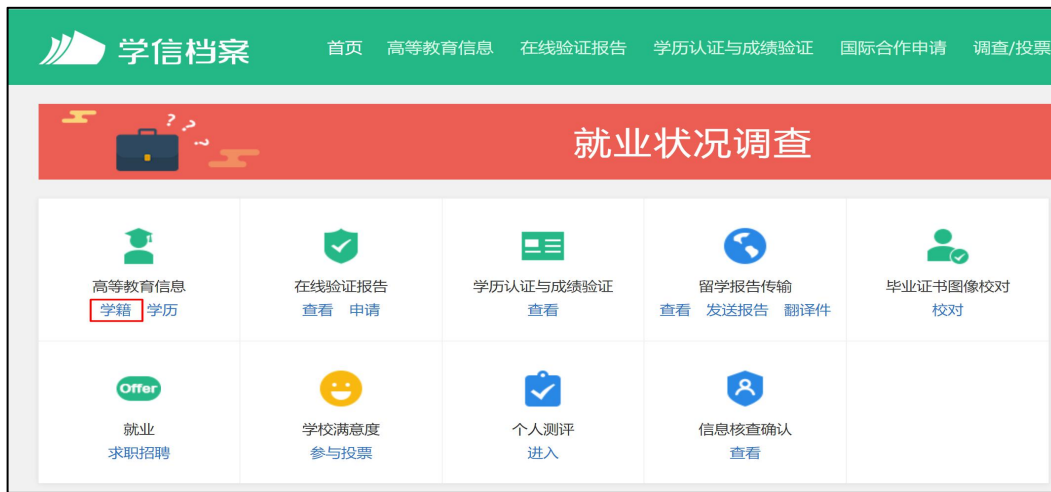 学信档案 首页 高等教育信息 在线验证报告 学历认证与成绩验证 国际合作申请 调查/投票
? ? ?
就业状况调查
高等教育信息 在线验证报告 学历认证与成绩验证 留学报告传输 毕业证书图像校对
学籍 学历 查看 申请 查看 查看 发送报告 翻译件 校对
Offer
就业 学校满意度 个人测评 信息核查确认
求职招聘 参与投票 进入 查看